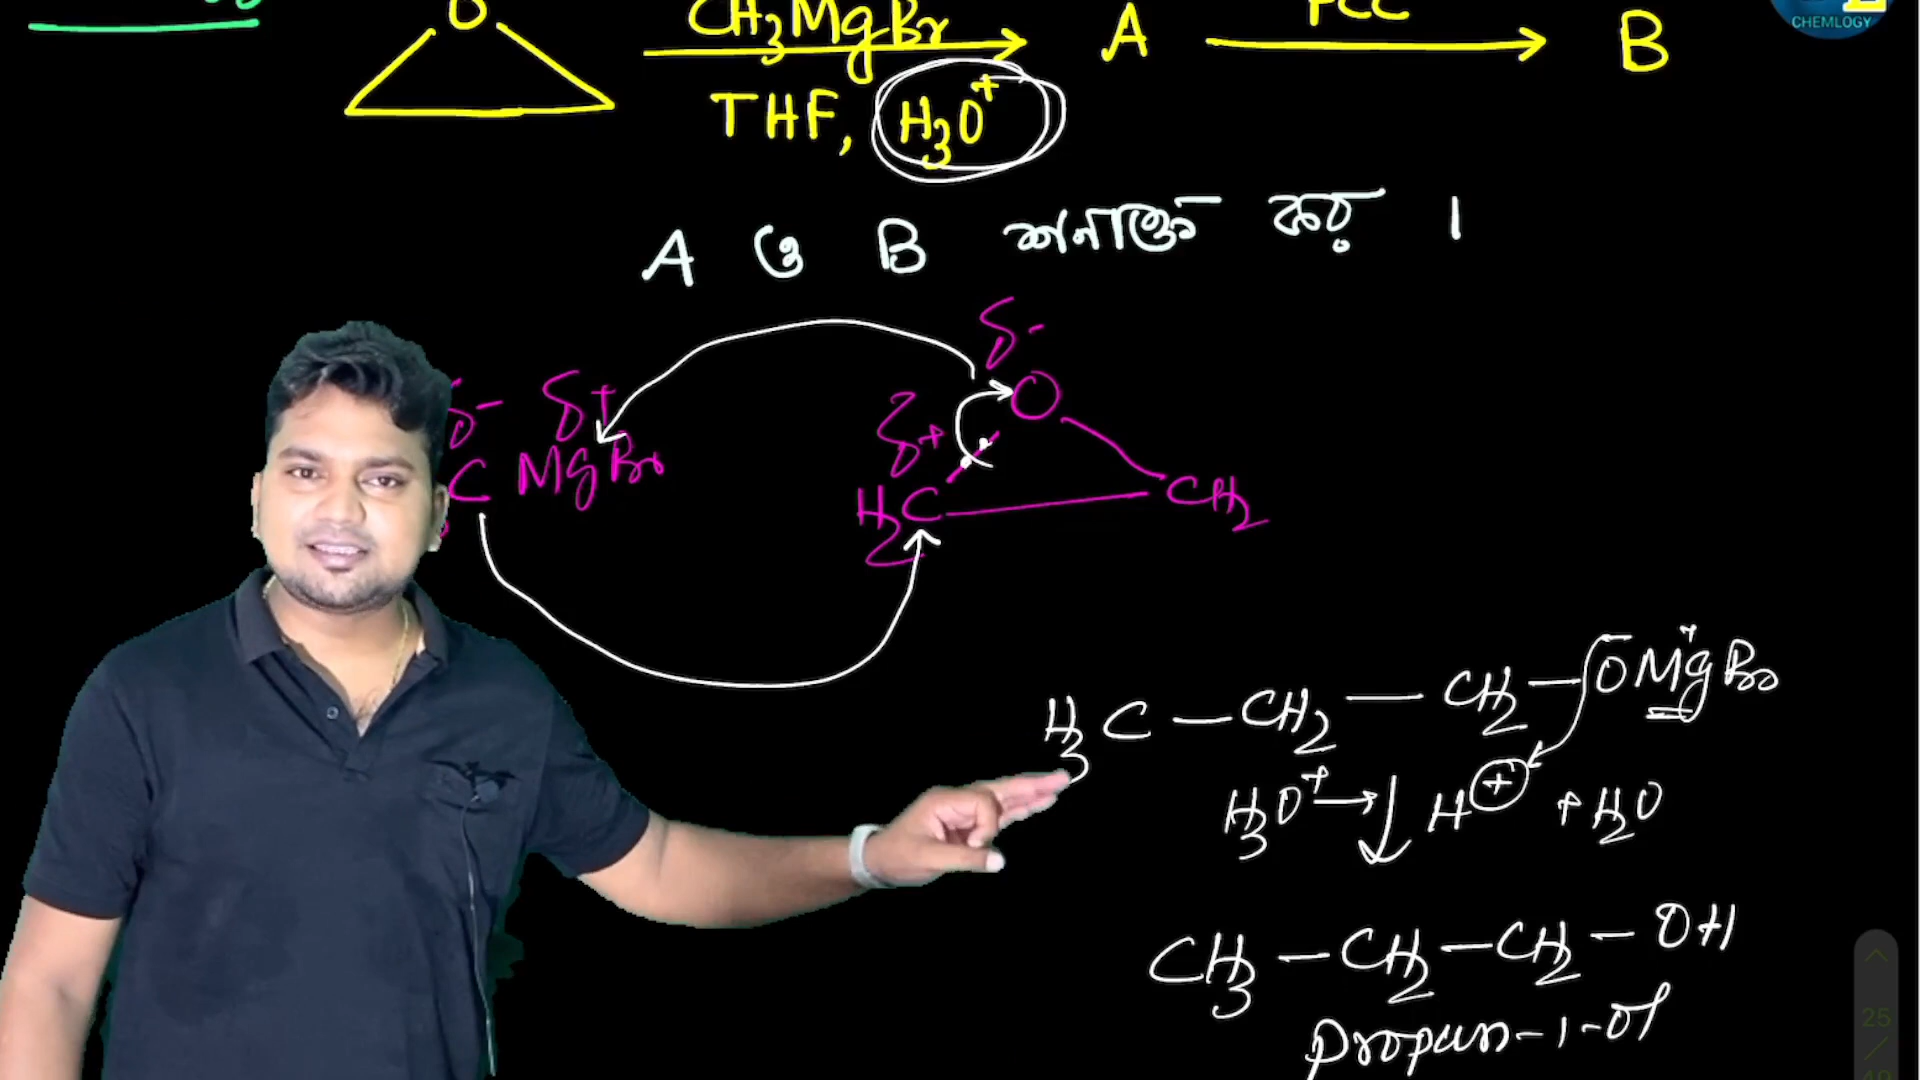 O CH₃MgBr A PCC B
CHEMLOGY
THF, H₃O⁺
A ও B শনাক্ত কর ।
δ-
δ- δ+ O
δ+
C MgBr
H₂C CH₂
H₃C — CH₂ — CH₂ — OMgBr
H₃O⁺ → H⊕ + H₂O
CH₃ — CH₂ — CH₂ — OH
Propan-1-ol
25
/